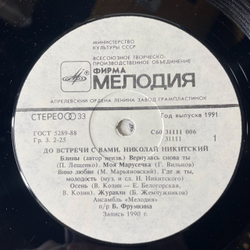 МИНИСТЕРСТВО
КУЛЬТУРЫ СССР
ВСЕСОЮЗНОЕ ТВОРЧЕСКО-
ПРОИЗВОДСТВЕННОЕ ОБЪЕДИНЕНИЕ
ФИРМА
МЕЛОДИЯ
АПРЕЛЕВСКИЙ ОРДЕНА ЛЕНИНА ЗАВОД ГРАМПЛАСТИНОК
СТЕРЕО 33
Год выпуска 1991
ГОСТ 5289-88
Гр. 3. 2-25
С60 31111 006
31111
ДО ВСТРЕЧИ С ВАМИ, НИКОЛАЙ НИКИТСКИЙ
Блины (автор неизв.) Вернулась снова ты
(П. Лещенко) Моя Марусечка (Г. Вильнов)
Вино любви (М. Марьяновский) Где ж ты,
молодость (муз и сл. И. Никитского)
Осень (В. Козин — Е. Белогорская,
В. Козин) Журавли (Б. Жемчужников)
Ансамбль «Мелодия»
п/р Б. Фрумкина
Запись 1990 г.